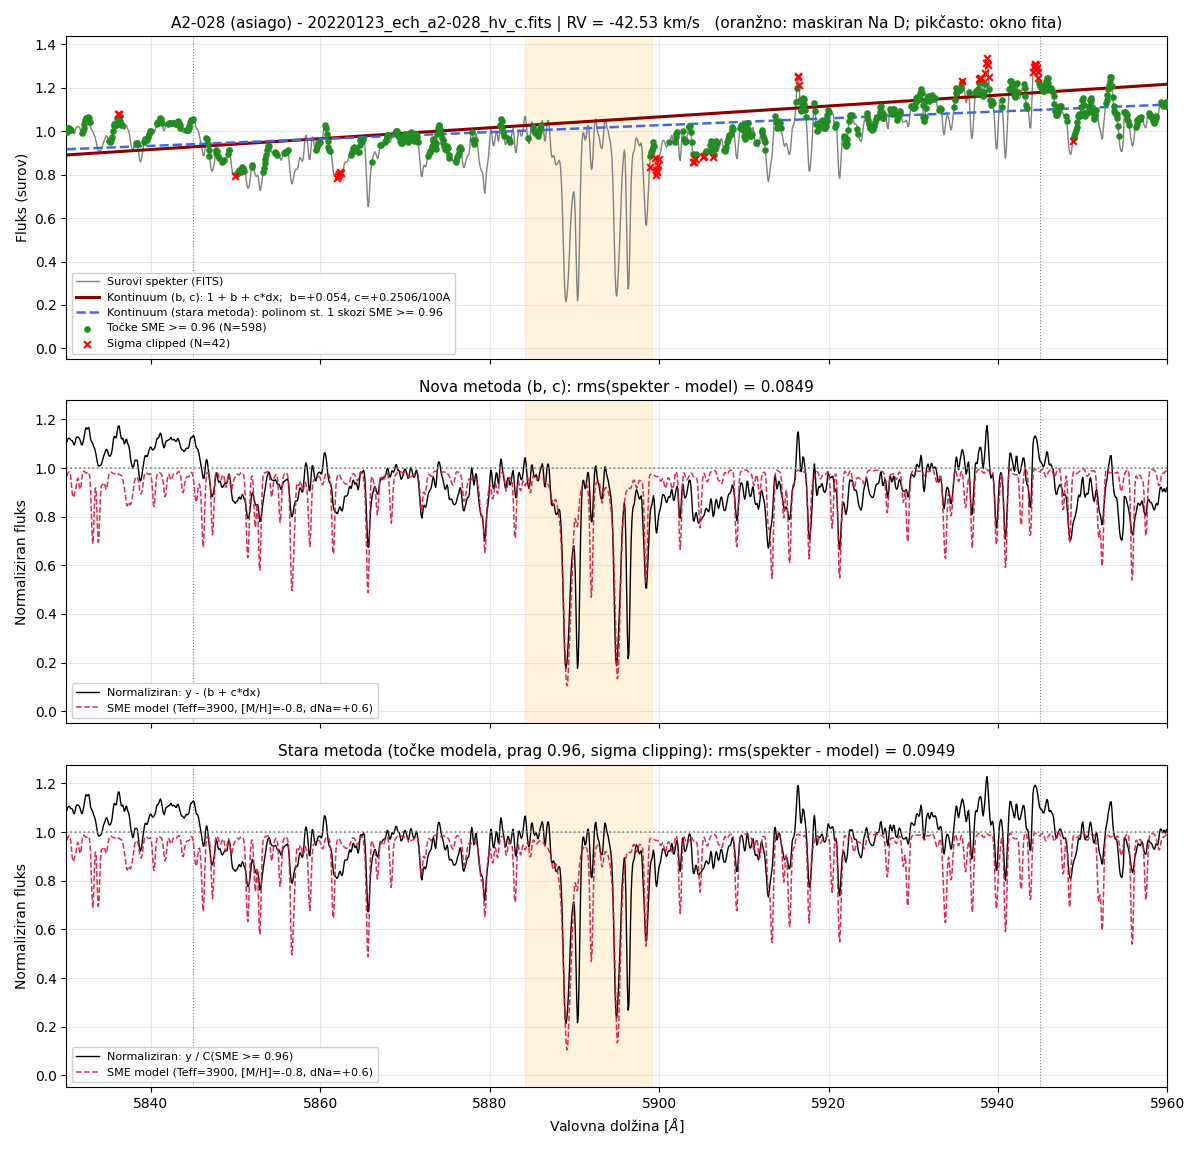 A2-028 (asiago) - 20220123_ech_a2-028_hv_c.fits | RV = -42.53 km/s   (oranžno: maskiran Na D; pikčasto: okno fita)
1.4
1.2
1.0
0.8
0.6
0.4
0.2
0.0
Fluks (surov)
Surovi spekter (FITS)
Kontinuum (b, c): 1 + b + c*dx;  b=+0.054, c=+0.2506/100A
Kontinuum (stara metoda): polinom st. 1 skozi SME >= 0.96
Točke SME >= 0.96 (N=598)
Sigma clipped (N=42)
Nova metoda (b, c): rms(spekter - model) = 0.0849
1.2
1.0
0.8
0.6
0.4
0.2
0.0
Normaliziran fluks
Normaliziran: y - (b + c*dx)
SME model (Teff=3900, [M/H]=-0.8, dNa=+0.6)
Stara metoda (točke modela, prag 0.96, sigma clipping): rms(spekter - model) = 0.0949
1.2
1.0
0.8
0.6
0.4
0.2
0.0
Normaliziran fluks
Normaliziran: y / C(SME >= 0.96)
SME model (Teff=3900, [M/H]=-0.8, dNa=+0.6)
5840 5860 5880 5900 5920 5940 5960
Valovna dolžina [Å]